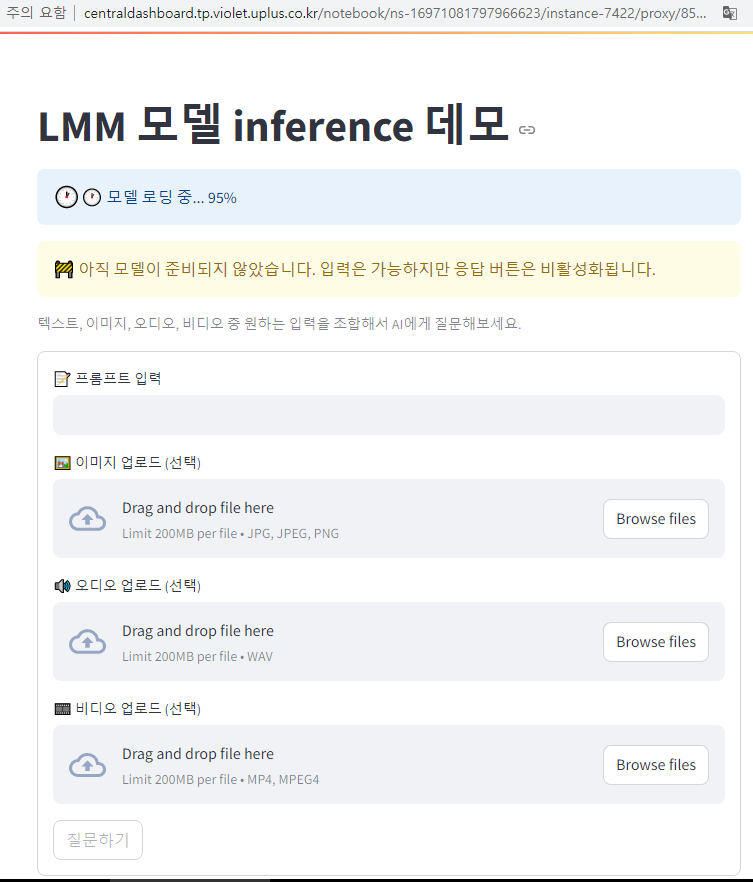 주의 요함 | centraldashboard.tp.violet.uplus.co.kr/notebook/ns-16971081797966623/instance-7422/proxy/85...
LMM 모델 inference 데모
모델 로딩 중... 95%
아직 모델이 준비되지 않았습니다. 입력은 가능하지만 응답 버튼은 비활성화됩니다.
텍스트, 이미지, 오디오, 비디오 중 원하는 입력을 조합해서 AI에게 질문해보세요.
프롬프트 입력
이미지 업로드 (선택)
Drag and drop file here
Limit 200MB per file • JPG, JPEG, PNG
Browse files
오디오 업로드 (선택)
Drag and drop file here
Limit 200MB per file • WAV
Browse files
비디오 업로드 (선택)
Drag and drop file here
Limit 200MB per file • MP4, MPEG4
Browse files
질문하기